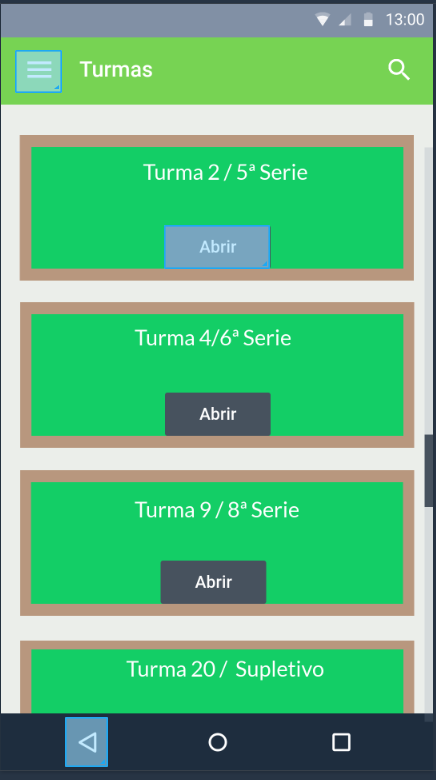 13:00
Turmas
Turma 2 / 5ª Serie
Abrir
Turma 4/6ª Serie
Abrir
Turma 9 / 8ª Serie
Abrir
Turma 20 / Supletivo